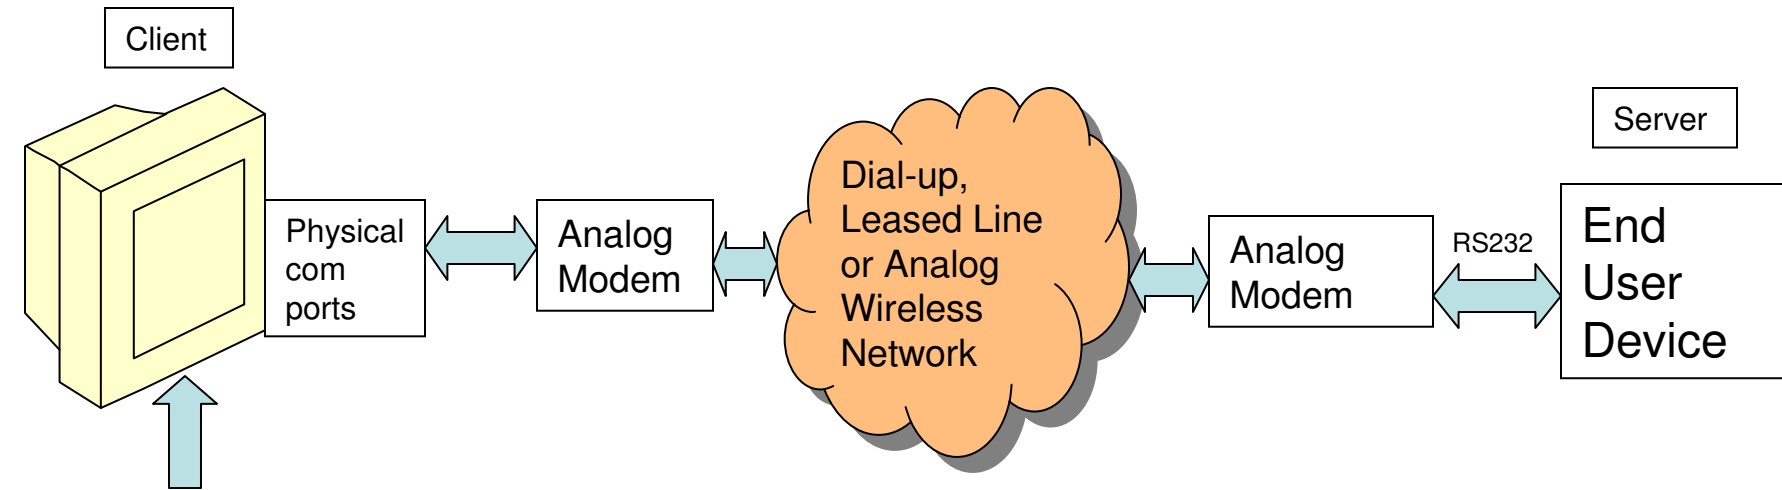 Client
Server
Physical
com
ports
Analog
Modem
Dial-up,
Leased Line
or Analog
Wireless
Network
Analog
Modem
RS232
End
User
Device